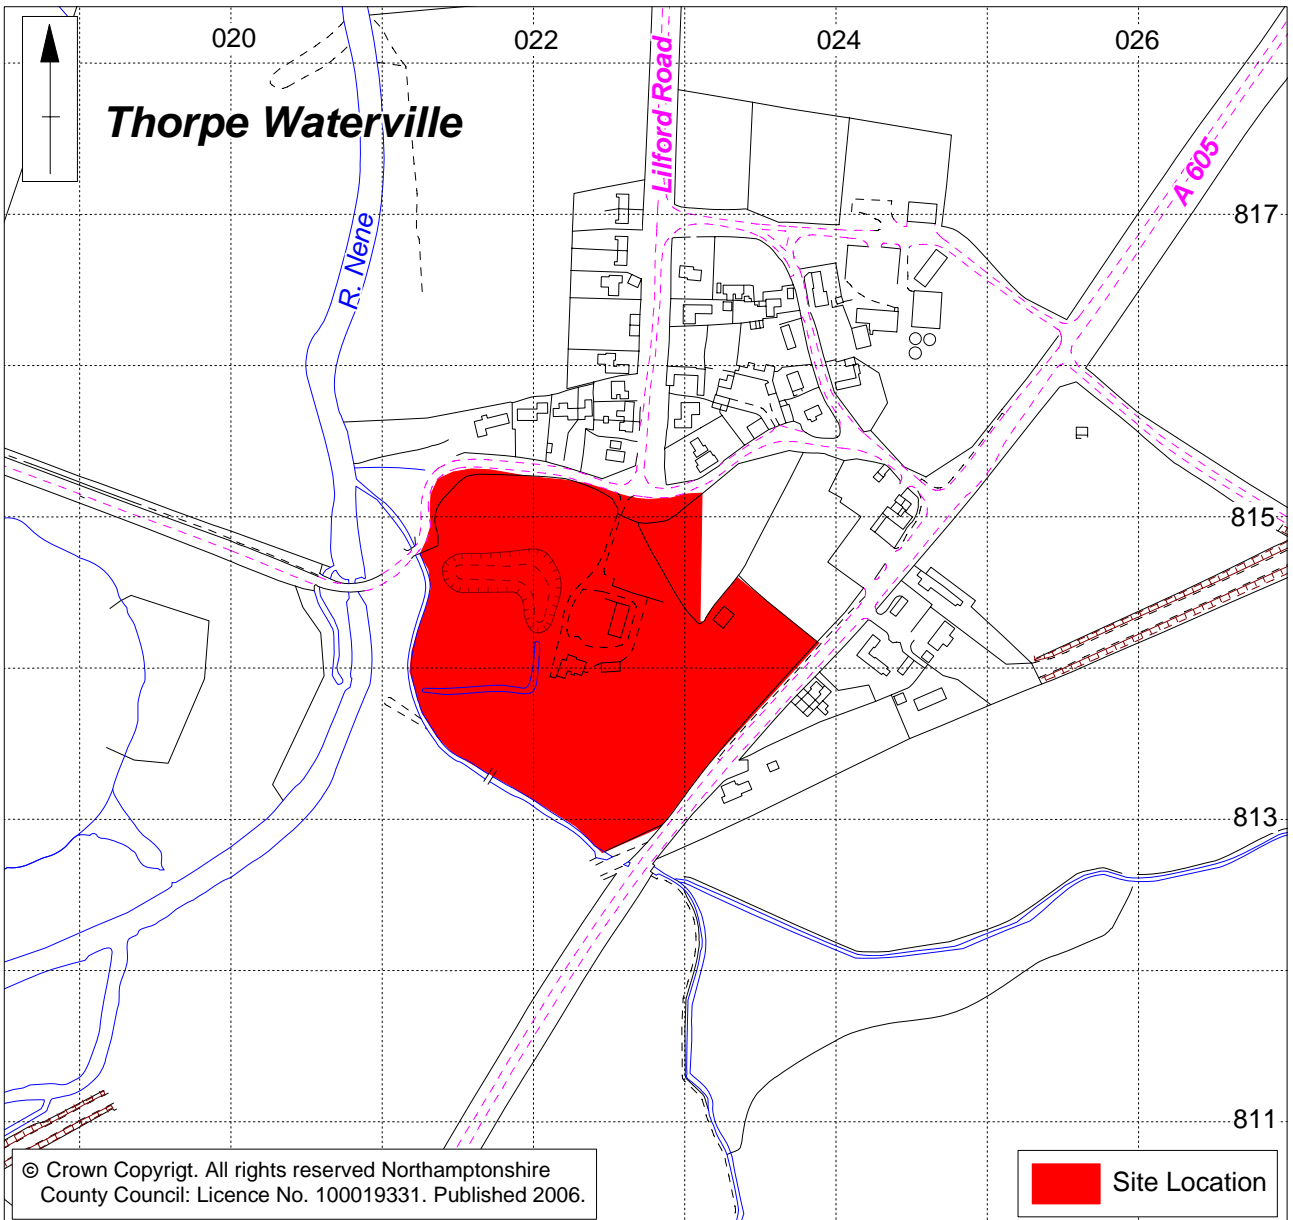 020
022
024
026
Thorpe Waterville
Lilford Road
A 605
R. Nene
817
815
813
811
© Crown Copyrigt. All rights reserved Northamptonshire
County Council: Licence No. 100019331. Published 2006.
Site Location